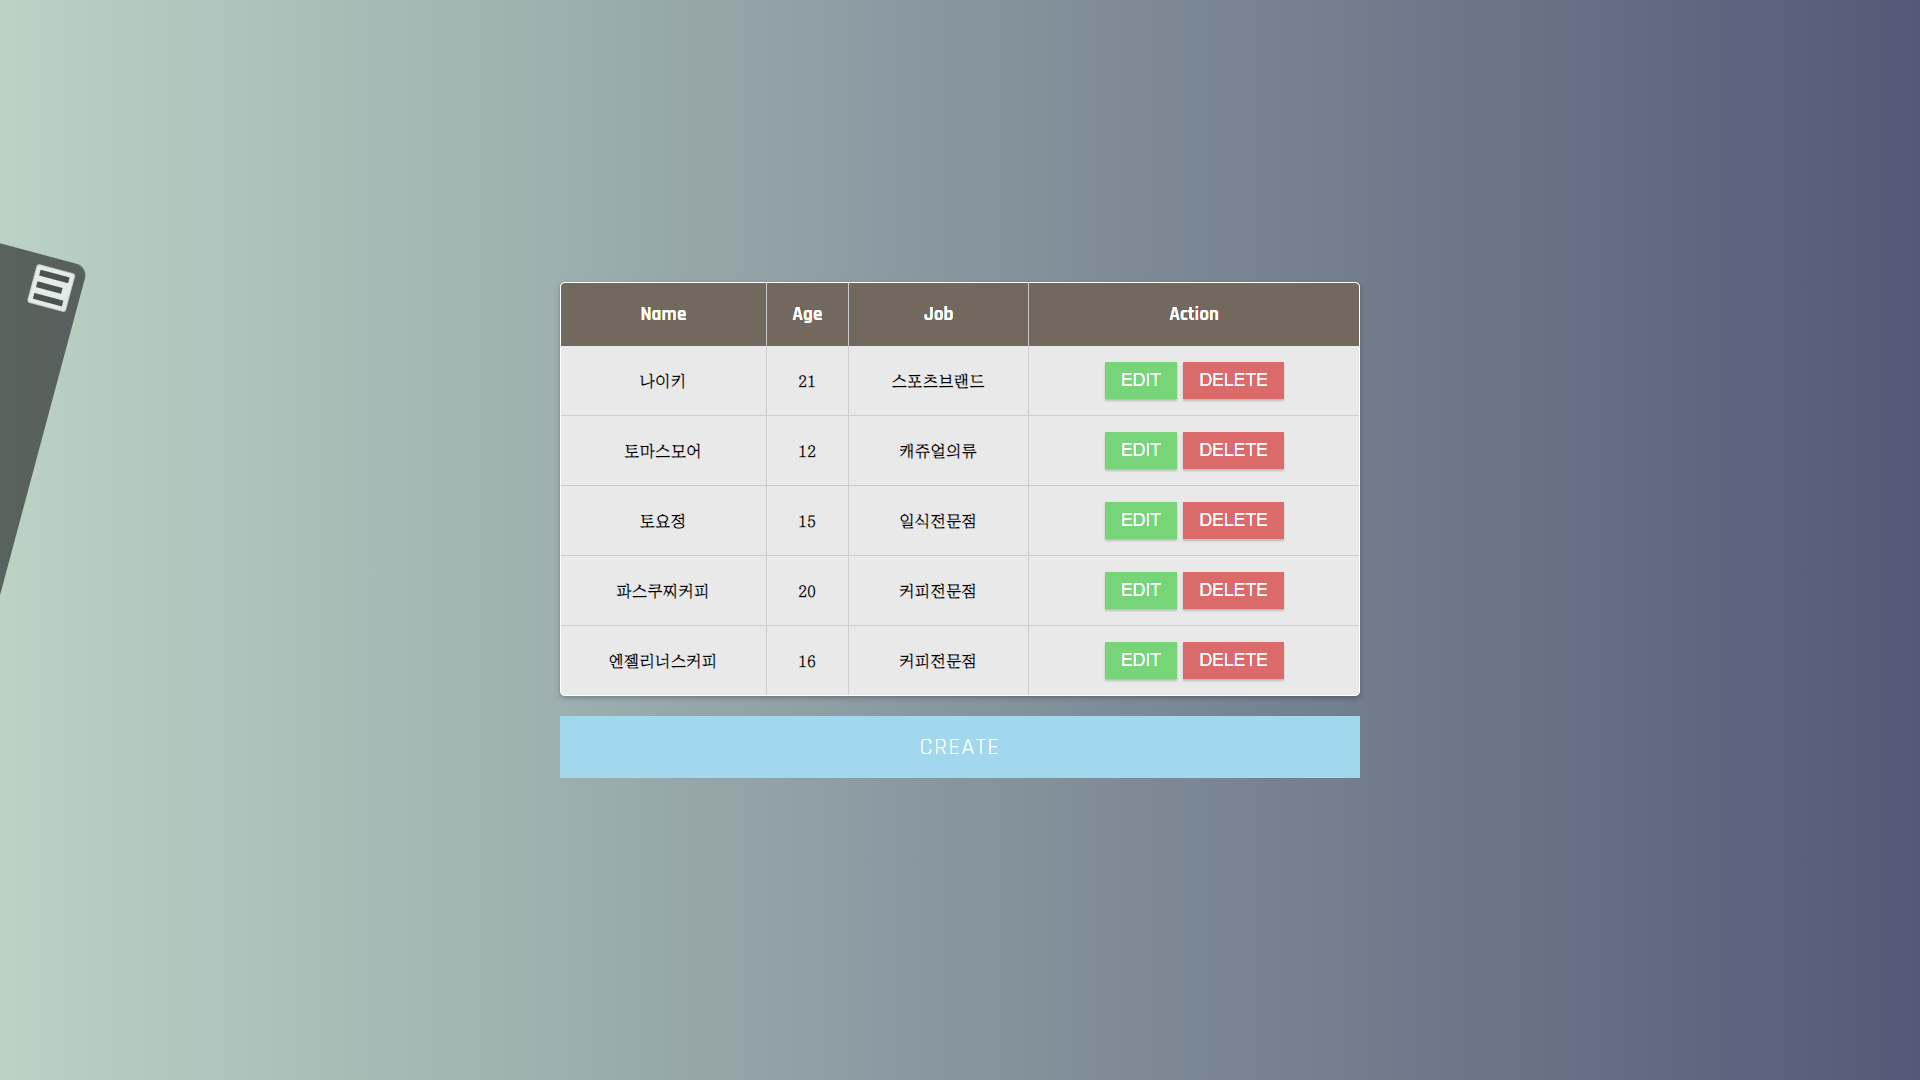 Name Age Job Action
나이키 21 스포츠브랜드 EDIT DELETE
토마스모어 12 캐쥬얼의류 EDIT DELETE
토요정 15 일식전문점 EDIT DELETE
파스쿠찌커피 20 커피전문점 EDIT DELETE
엔젤리너스커피 16 커피전문점 EDIT DELETE
CREATE